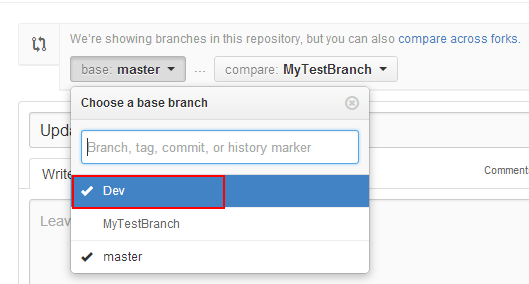 We're showing branches in this repository, but you can also compare across forks.
base: master ... compare: MyTestBranch
Choose a base branch
Upda
Branch, tag, commit, or history marker
Write
Comments
Dev
Leav
MyTestBranch
master